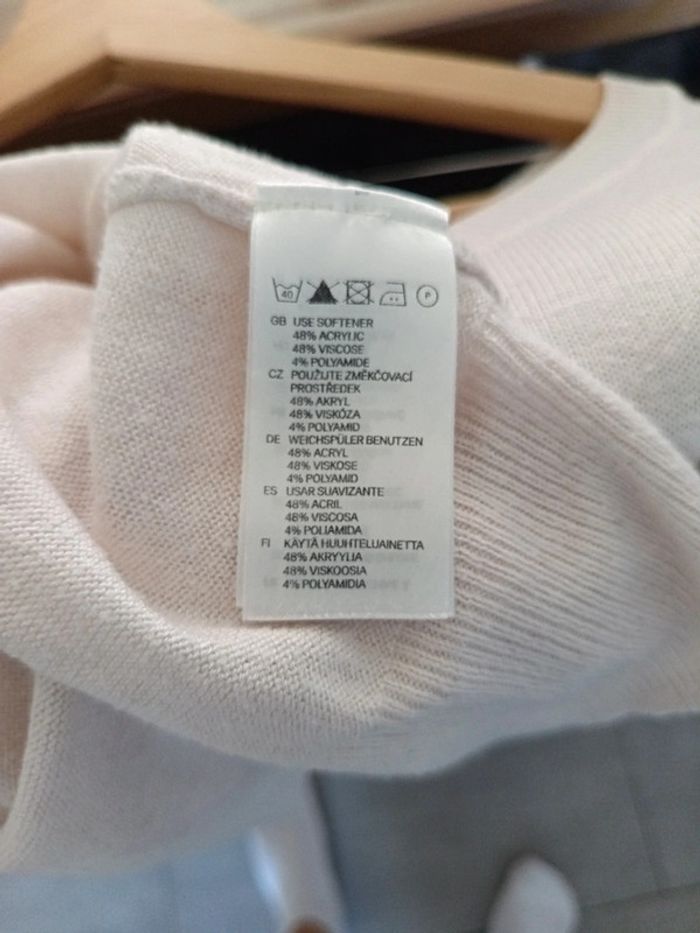 40 P
GB USE SOFTENER
48% ACRYLIC
48% VISCOSE
4% POLYAMIDE
CZ POUŽIJTE ZMĚKČOVACÍ
PROSTŘEDEK
48% AKRYL
48% VISKÓZA
4% POLYAMID
DE WEICHSPÜLER BENUTZEN
48% ACRYL
48% VISKOSE
4% POLYAMID
ES USAR SUAVIZANTE
48% ACRIL
48% VISCOSA
4% POLIAMIDA
FI KÄYTÄ HUUHTELUAINETTA
48% AKRYYLIA
48% VISKOOSIA
4% POLYAMIDIA